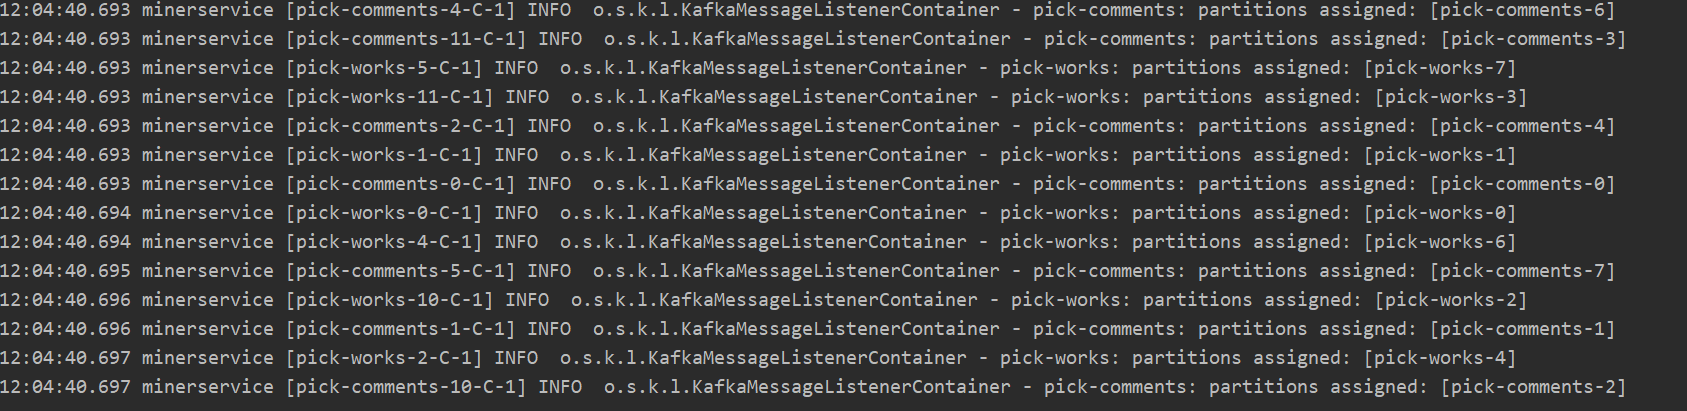 12:04:40.693 minerservice [pick-comments-4-C-1] INFO  o.s.k.l.KafkaMessageListenerContainer - pick-comments: partitions assigned: [pick-comments-6]
12:04:40.693 minerservice [pick-comments-11-C-1] INFO  o.s.k.l.KafkaMessageListenerContainer - pick-comments: partitions assigned: [pick-comments-3]
12:04:40.693 minerservice [pick-works-5-C-1] INFO  o.s.k.l.KafkaMessageListenerContainer - pick-works: partitions assigned: [pick-works-7]
12:04:40.693 minerservice [pick-works-11-C-1] INFO  o.s.k.l.KafkaMessageListenerContainer - pick-works: partitions assigned: [pick-works-3]
12:04:40.693 minerservice [pick-comments-2-C-1] INFO  o.s.k.l.KafkaMessageListenerContainer - pick-comments: partitions assigned: [pick-comments-4]
12:04:40.693 minerservice [pick-works-1-C-1] INFO  o.s.k.l.KafkaMessageListenerContainer - pick-works: partitions assigned: [pick-works-1]
12:04:40.693 minerservice [pick-comments-0-C-1] INFO  o.s.k.l.KafkaMessageListenerContainer - pick-comments: partitions assigned: [pick-comments-0]
12:04:40.694 minerservice [pick-works-0-C-1] INFO  o.s.k.l.KafkaMessageListenerContainer - pick-works: partitions assigned: [pick-works-0]
12:04:40.694 minerservice [pick-works-4-C-1] INFO  o.s.k.l.KafkaMessageListenerContainer - pick-works: partitions assigned: [pick-works-6]
12:04:40.695 minerservice [pick-comments-5-C-1] INFO  o.s.k.l.KafkaMessageListenerContainer - pick-comments: partitions assigned: [pick-comments-7]
12:04:40.696 minerservice [pick-works-10-C-1] INFO  o.s.k.l.KafkaMessageListenerContainer - pick-works: partitions assigned: [pick-works-2]
12:04:40.696 minerservice [pick-comments-1-C-1] INFO  o.s.k.l.KafkaMessageListenerContainer - pick-comments: partitions assigned: [pick-comments-1]
12:04:40.697 minerservice [pick-works-2-C-1] INFO  o.s.k.l.KafkaMessageListenerContainer - pick-works: partitions assigned: [pick-works-4]
12:04:40.697 minerservice [pick-comments-10-C-1] INFO  o.s.k.l.KafkaMessageListenerContainer - pick-comments: partitions assigned: [pick-comments-2]